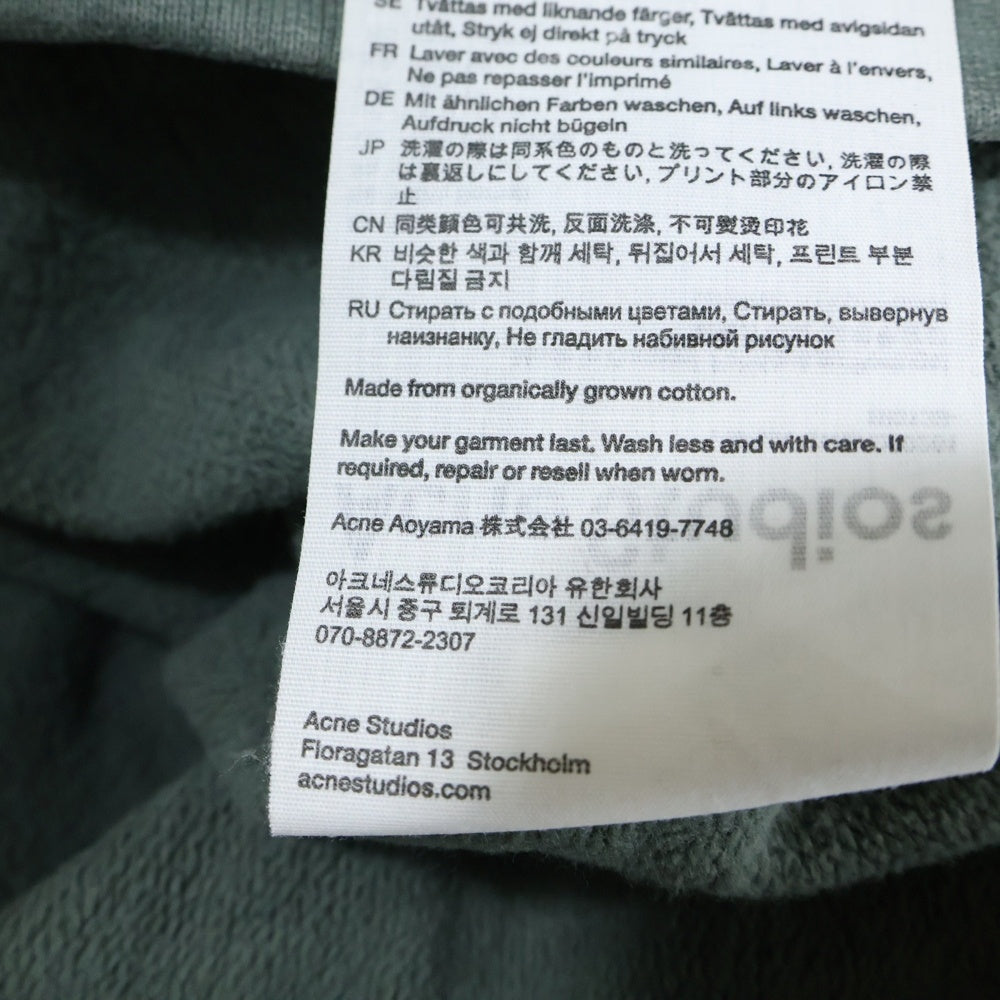 SE Tvättas med liknande färger, Tvättas med avigsidan
utåt, Stryk ej direkt på tryck
FR Laver avec des couleurs similaires, Laver à l'envers,
Ne pas repasser l'imprimé
DE Mit ähnlichen Farben waschen, Auf links waschen,
Aufdruck nicht bügeln
JP 洗濯の際は同系色のものと洗ってください, 洗濯の際
は裏返しにしてください, プリント部分のアイロン禁
止
CN 同类顏色可共洗, 反面洗涤, 不可熨烫印花
KR 비슷한 색과 함께 세탁, 뒤집어서 세탁, 프린트 부분
다림질 금지
RU Стирать с подобными цветами, Стирать, вывернув
наизнанку, Не гладить набивной рисунок
Made from organically grown cotton.
Make your garment last. Wash less and with care. If
required, repair or resell when worn.
Acne Aoyama 株式会社 03-6419-7748
아크네스튜디오코리아 유한회사
서울시 중구 퇴계로 131 신일빌딩 11층
070-8872-2307
Acne Studios
Floragatan 13 Stockholm
acnestudios.com